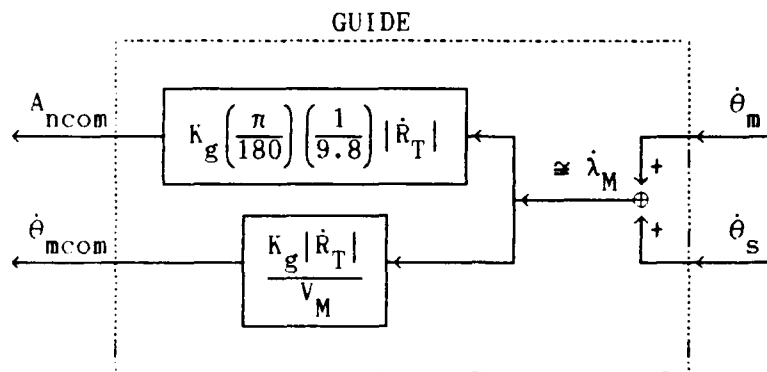 GUIDE
A_ncom
K_g (π/180) (1/9.8) |Ṙ_T|
θ̇_m
≅ λ̇_M
+
+
θ̇_mcom
K_g |Ṙ_T| / V_M
θ̇_s